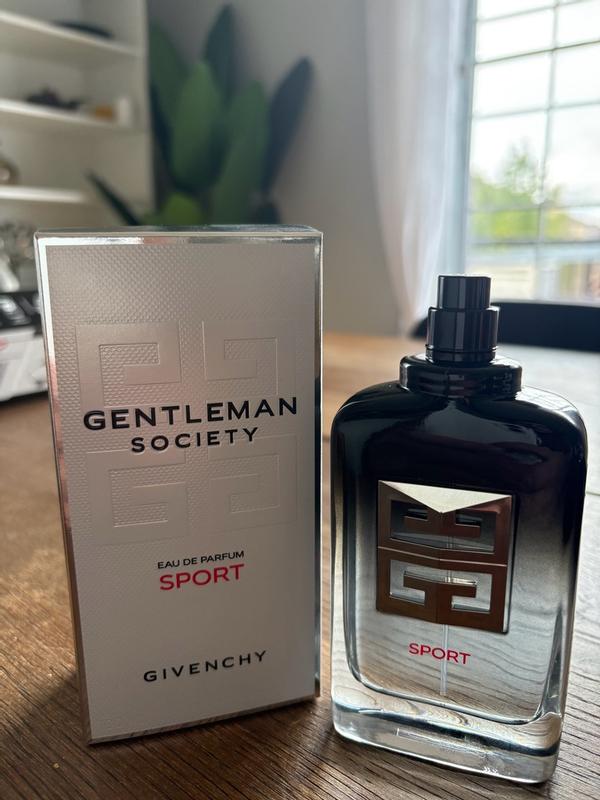 GENTLEMAN
SOCIETY
EAU DE PARFUM
SPORT
GIVENCHY
SPORT